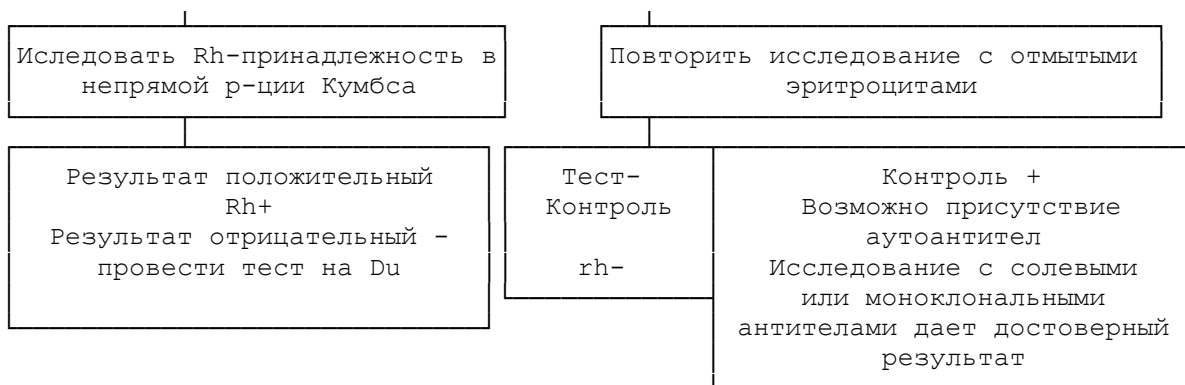 Иследовать Rh-принадлежность в
непрямой р-ции Кумбса
Повторить исследование с отмытыми
эритроцитами
Результат положительный
Rh+
Результат отрицательный -
провести тест на Du
Тест-
Контроль
rh-
Контроль +
Возможно присутствие
аутоантител
Исследование с солевыми
или моноклональными
антителами дает достоверный
результат